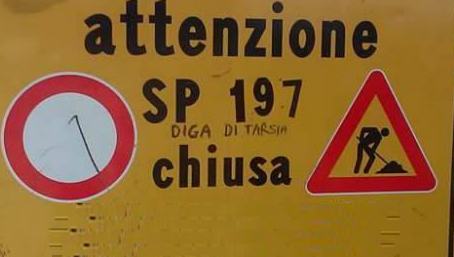 attenzione
SP 197
DIGA DI TARSIA
chiusa